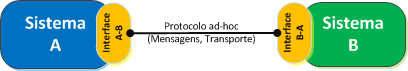 Sistema
A
Interface
A-B
Protocolo ad-hoc
(Mensagens, Transporte)
Interface
B-A
Sistema
B